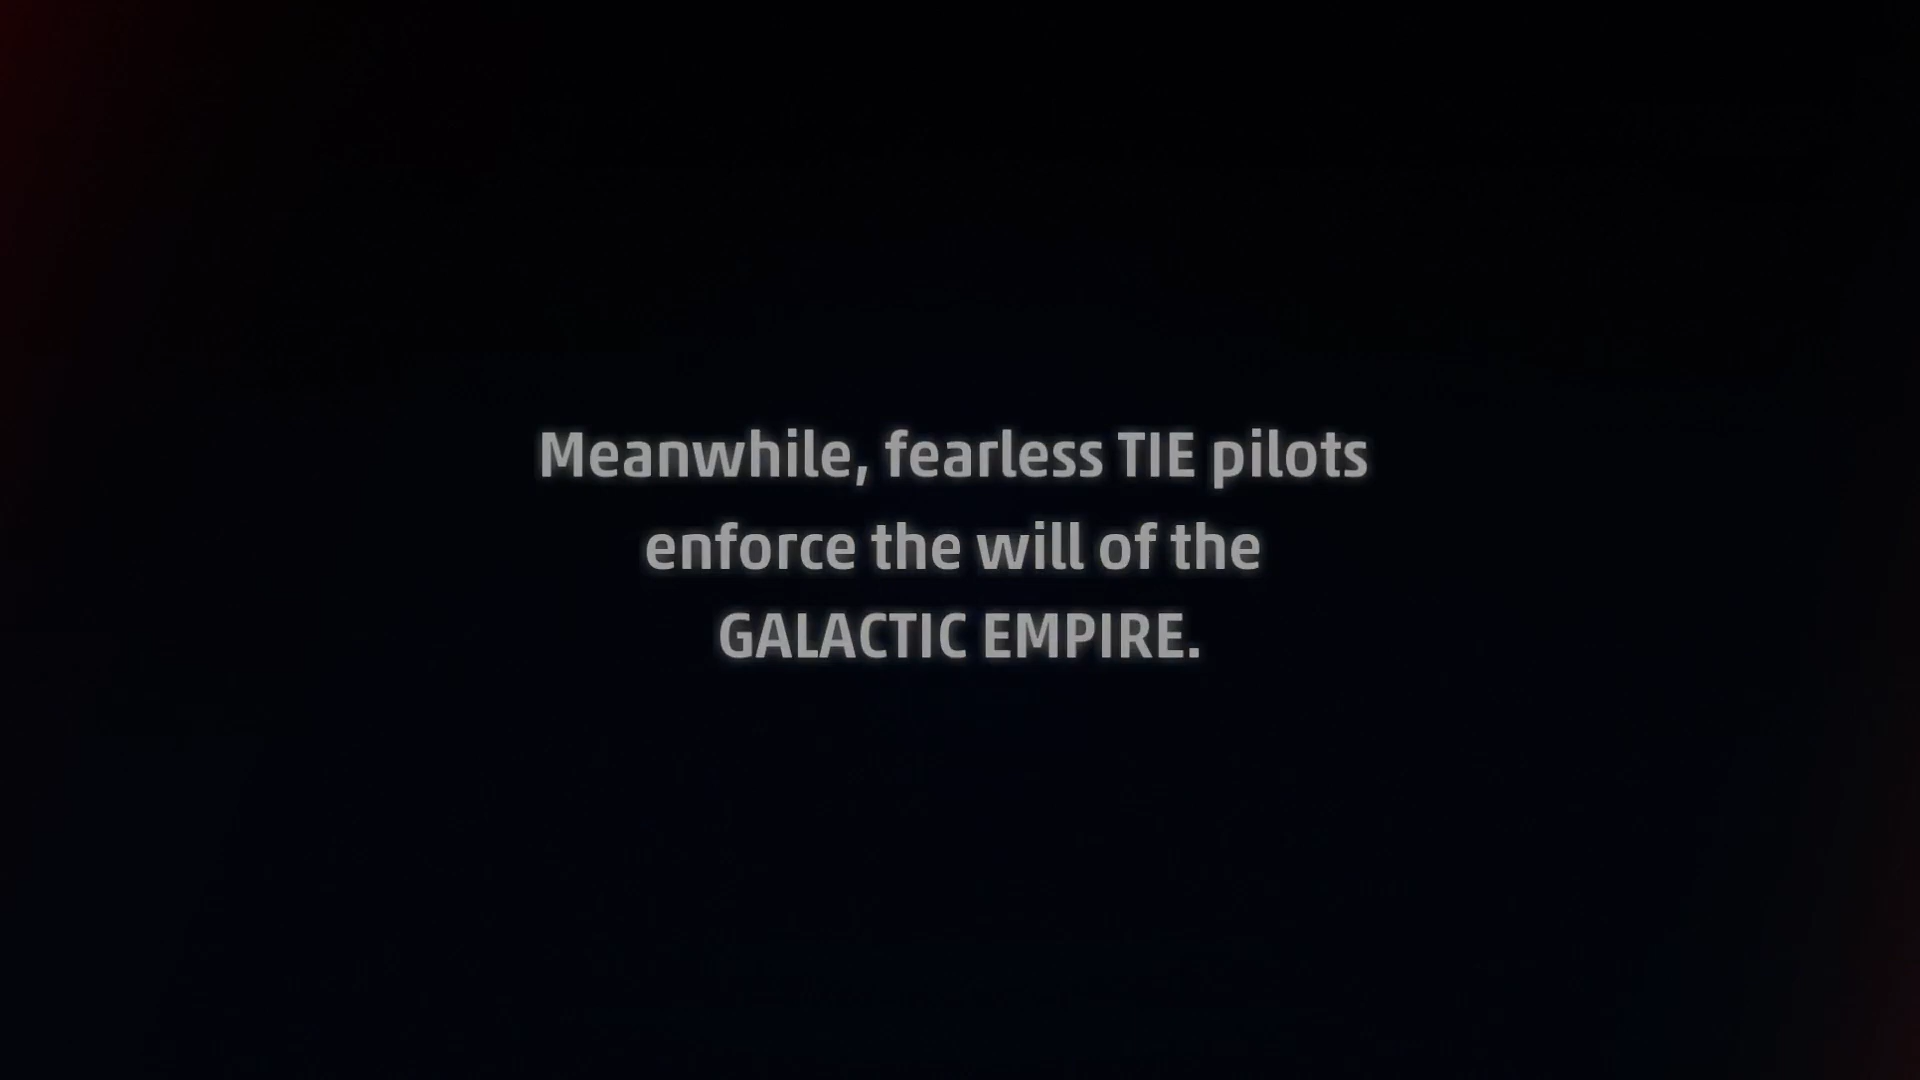 Meanwhile, fearless TIE pilots
enforce the will of the
GALACTIC EMPIRE.